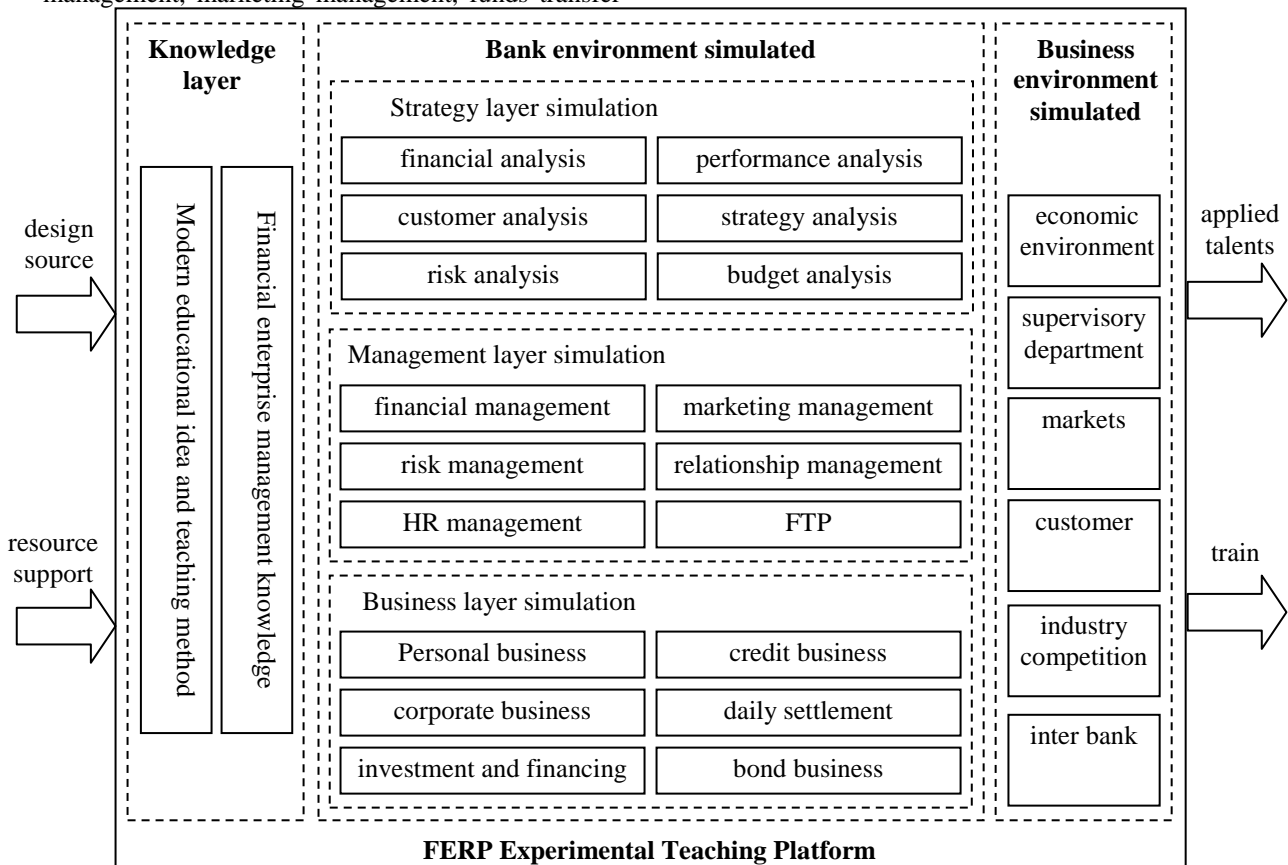 management, marketing management, funds transfer
Knowledge
layer
Bank environment simulated
Business
environment
simulated
design
source
resource
support
Modern educational idea and teaching method
Financial enterprise management knowledge
Strategy layer simulation
financial analysis
performance analysis
customer analysis
strategy analysis
risk analysis
budget analysis
Management layer simulation
financial management
marketing management
risk management
relationship management
HR management
FTP
Business layer simulation
Personal business
credit business
corporate business
daily settlement
investment and financing
bond business
economic
environment
supervisory
department
markets
customer
industry
competition
inter bank
applied
talents
train
FERP Experimental Teaching Platform